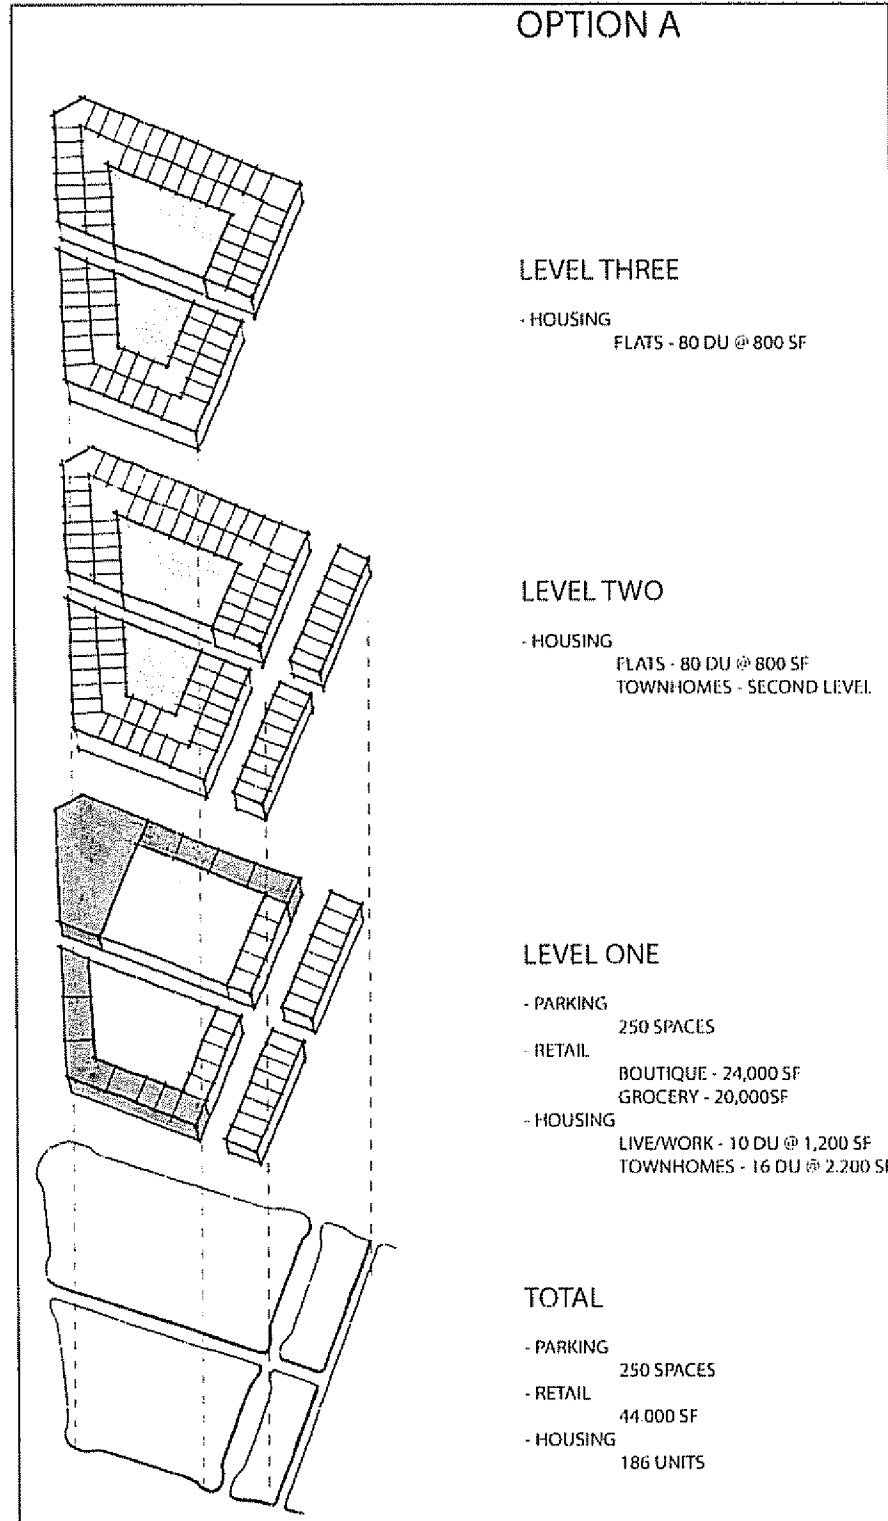 OPTION A
LEVEL THREE
- HOUSING
FLATS - 80 DU @ 800 SF
LEVEL TWO
- HOUSING
FLATS - 80 DU @ 800 SF
TOWNHOMES - SECOND LEVEL
LEVEL ONE
- PARKING
250 SPACES
- RETAIL
BOUTIQUE - 24,000 SF
GROCERY - 20,000SF
- HOUSING
LIVE/WORK - 10 DU @ 1,200 SF
TOWNHOMES - 16 DU @ 2.200 SF
TOTAL
- PARKING
250 SPACES
- RETAIL
44.000 SF
- HOUSING
186 UNITS